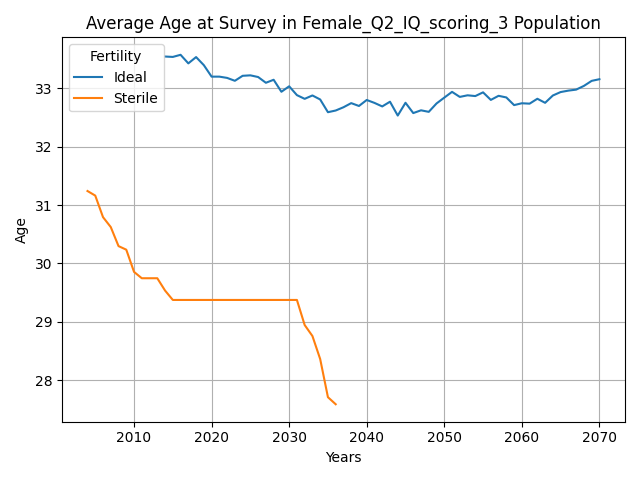 Average Age at Survey in Female_Q2_IQ_scoring_3 Population
Fertility
Ideal
Sterile
33
32
31
30
29
28
Age
2010 2020 2030 2040 2050 2060 2070
Years